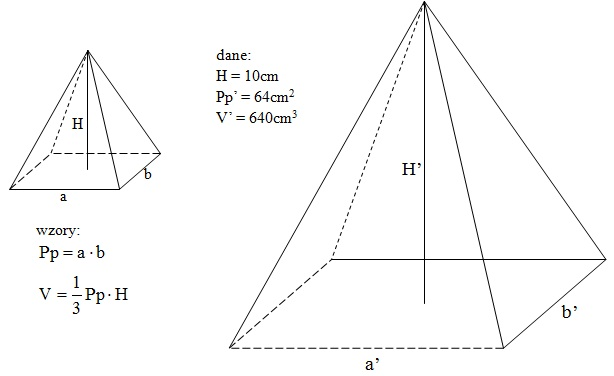 dane:
H = 10cm
Pp’ = 64cm²
V’ = 640cm³
H
H’
b
a
wzory:
Pp = a · b
V = 1/3 Pp · H
b’
a’